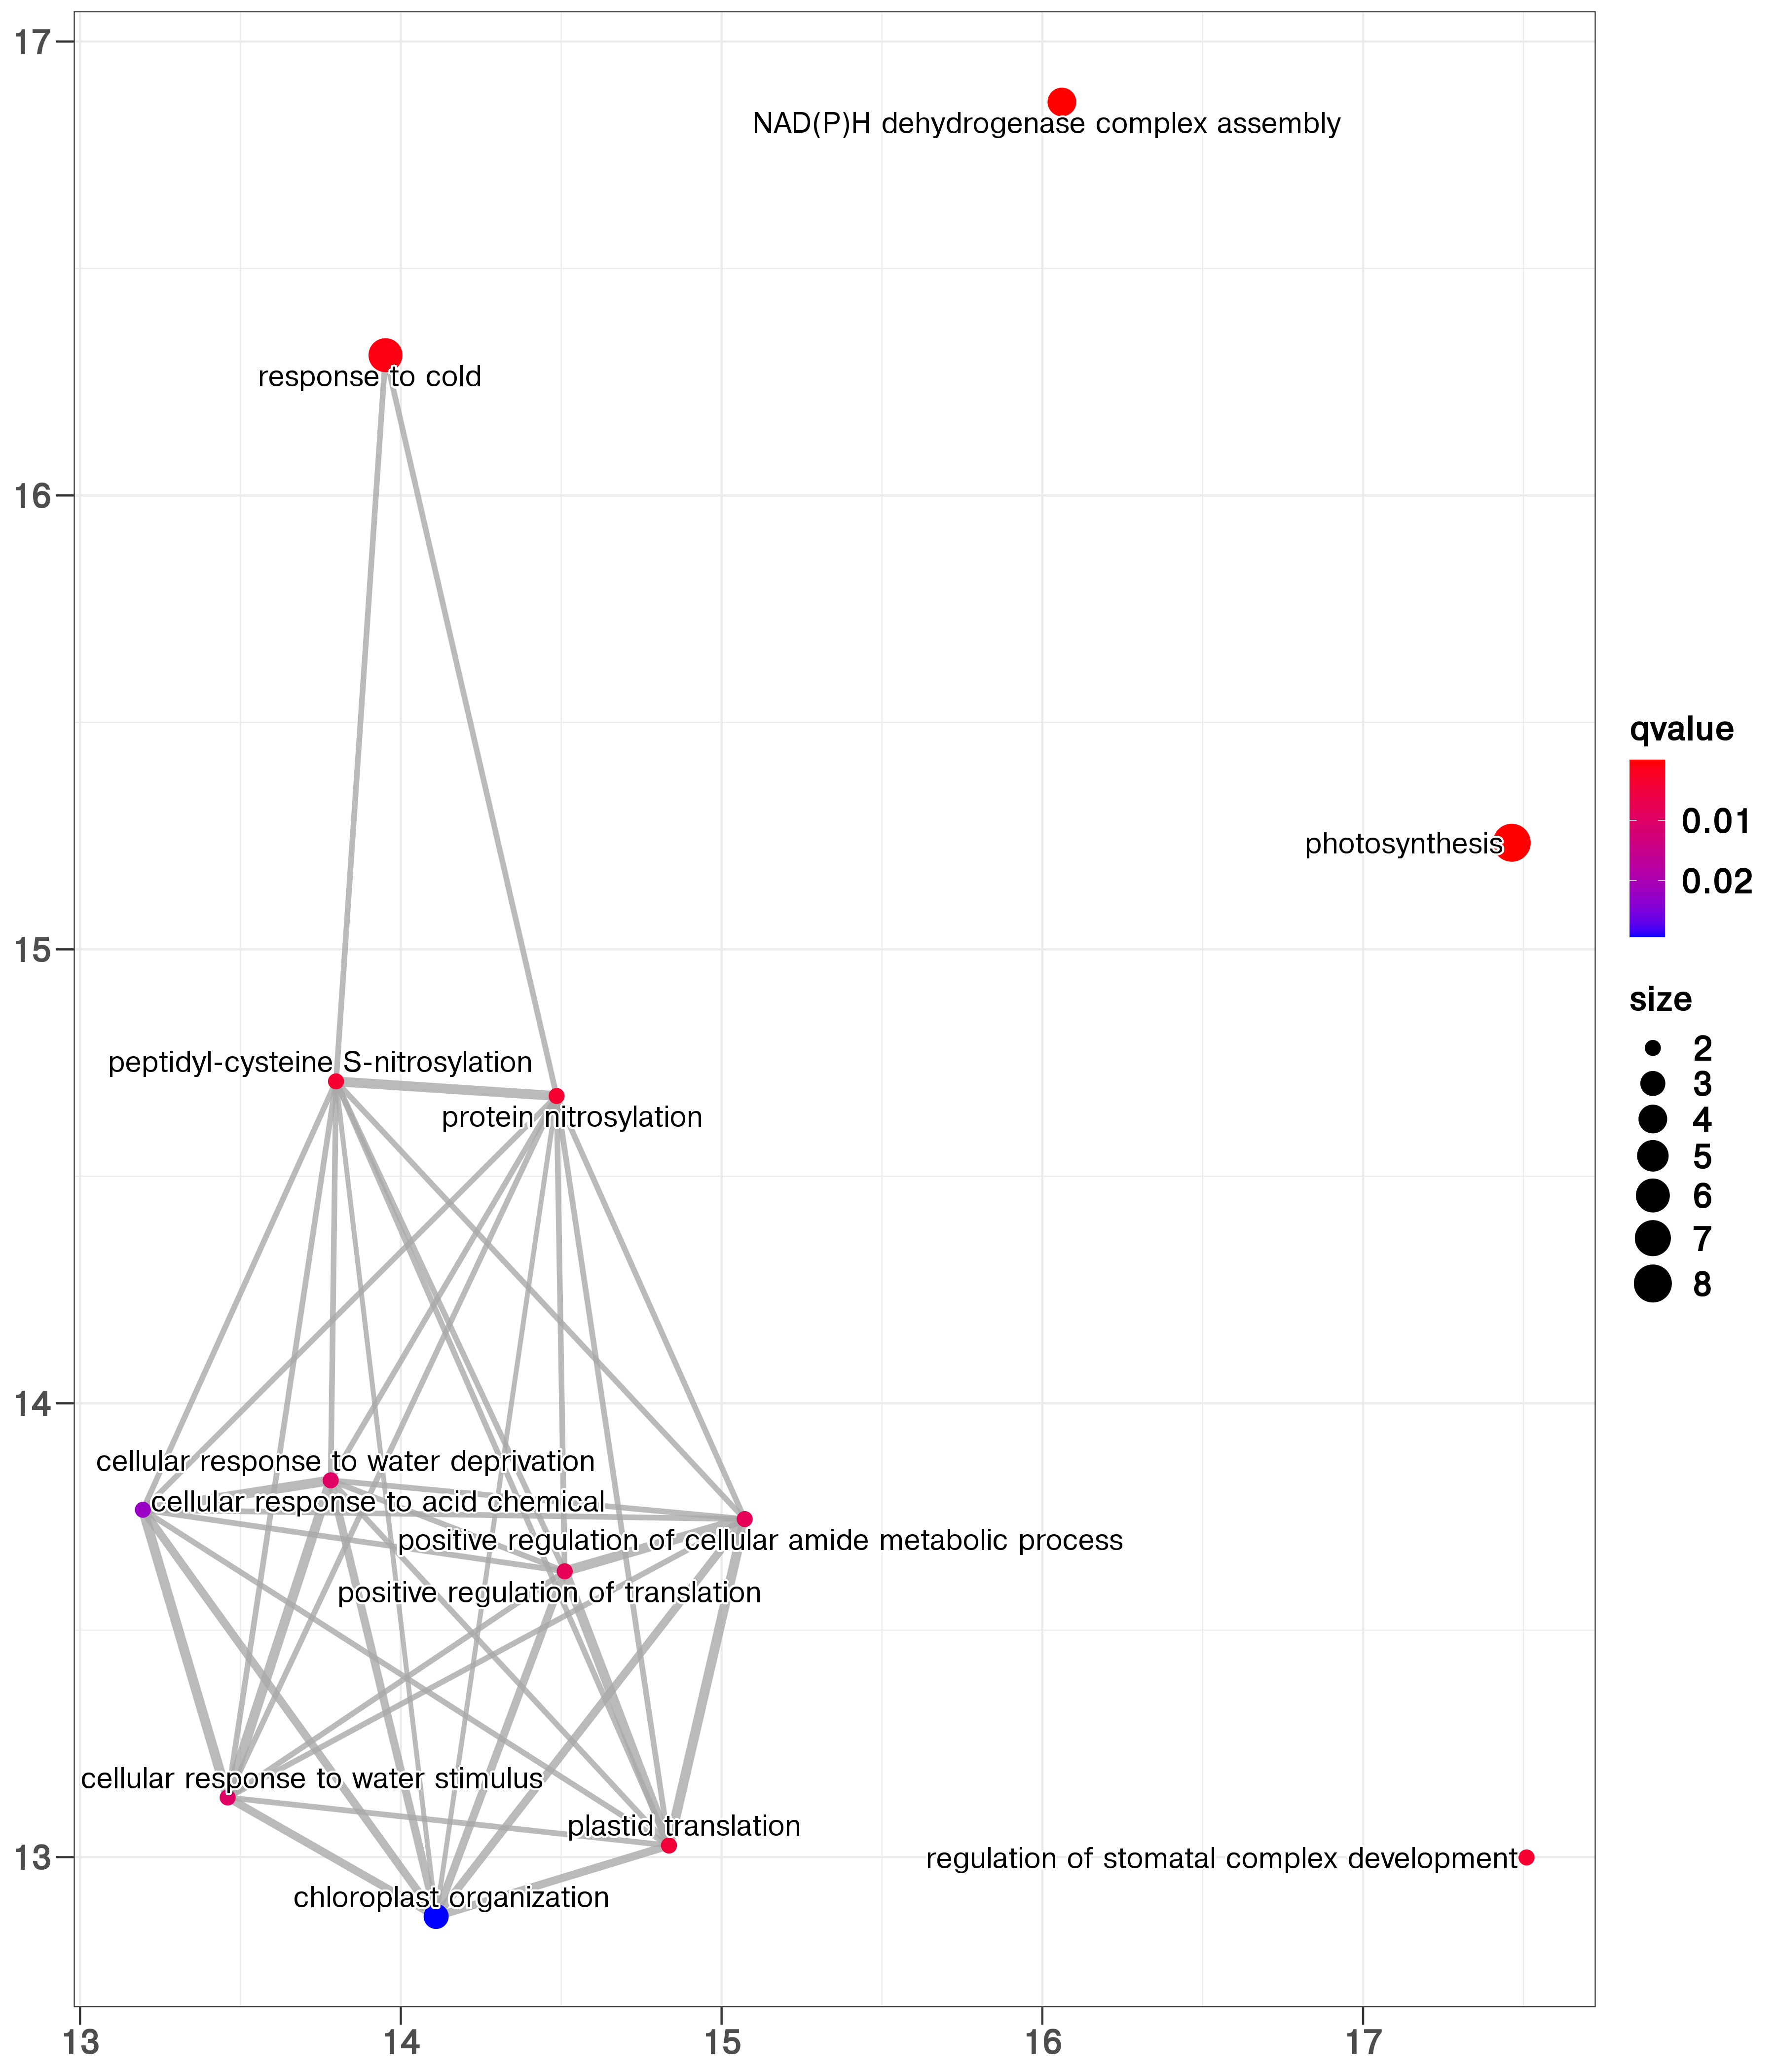 17
NAD(P)H dehydrogenase complex assembly
response to cold
16
photosynthesis
15
peptidyl-cysteine S-nitrosylation
protein nitrosylation
14
cellular response to water deprivation
cellular response to acid chemical
positive regulation of cellular amide metabolic process
positive regulation of translation
cellular response to water stimulus
plastid translation
13
regulation of stomatal complex development
chloroplast organization
13
14
15
16
17
qvalue
0.01
0.02
size
2
3
4
5
6
7
8